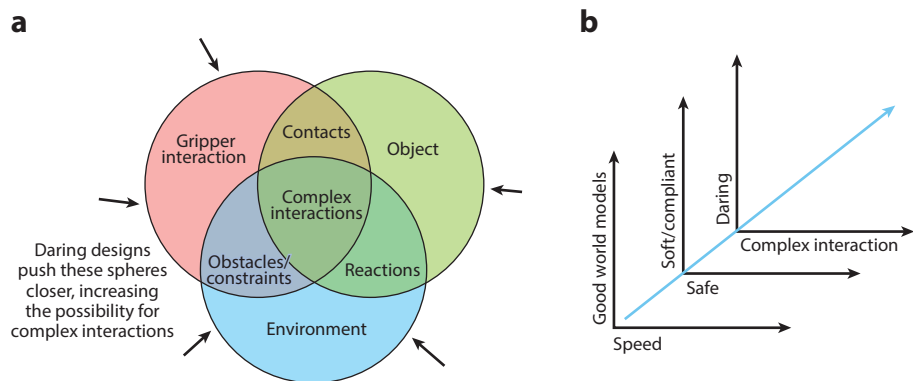 a
Gripper
interaction
Contacts
Object
Complex
interactions
Obstacles/
constraints
Reactions
Environment
Daring designs
push these spheres
closer, increasing
the possibility for
complex interactions
b
Good world models
Speed
Soft/compliant
Safe
Daring
Complex interaction